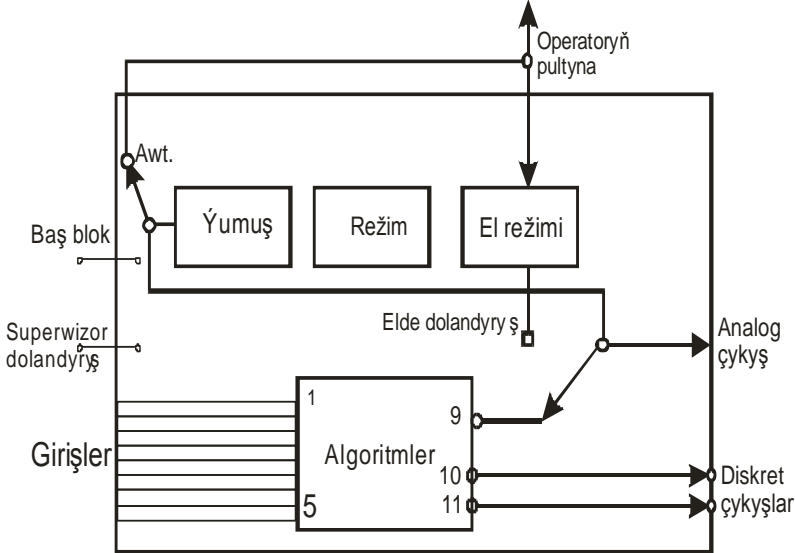 Operatoryň
pultyna
Awt.
Ýumuş
Režim
El režimi
Baş blok
Elde dolandyryş
Superwizor
dolandyryş
Analog
çykyş
1
9
Girişler
Algoritmler
10
5
11
Diskret
çykyşlar